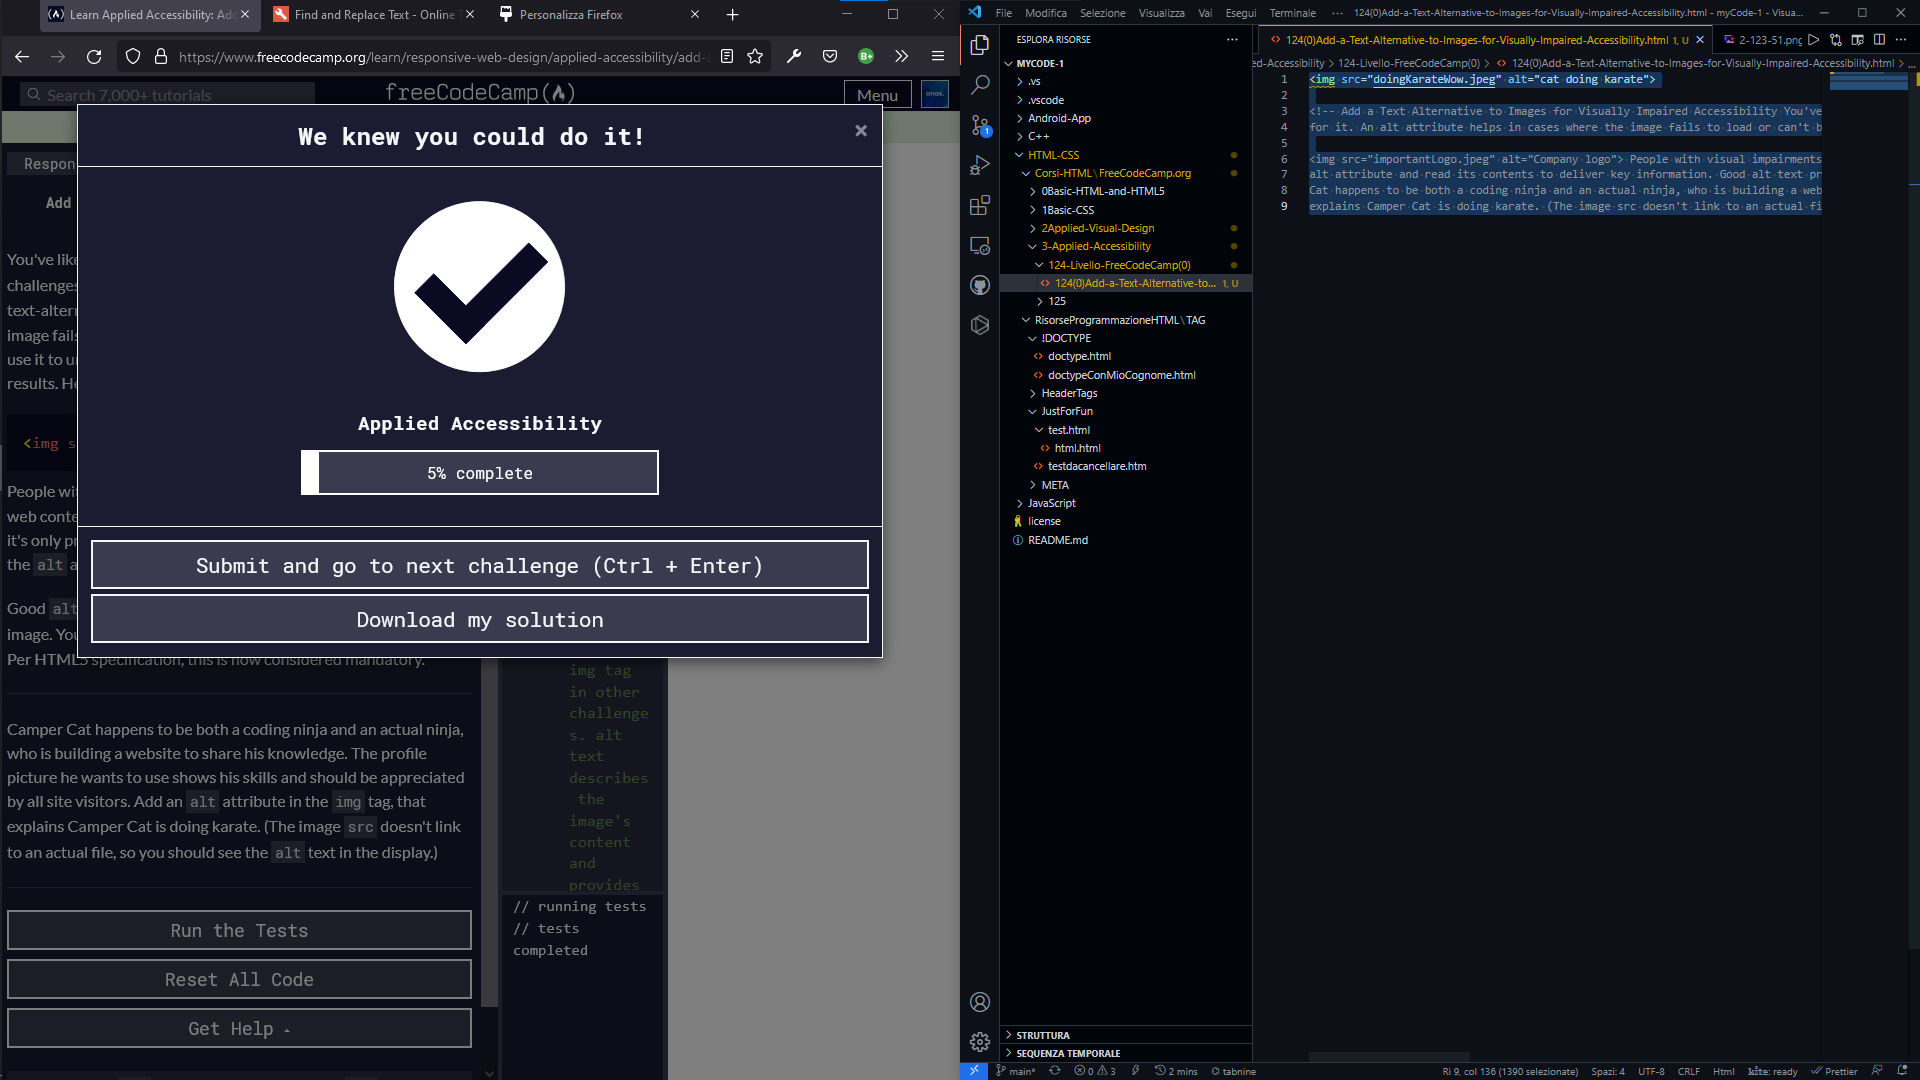 Learn Applied Accessibility: Ad
Find and Replace Text - Online T
Personalizza Firefox
https://www.freecodecamp.org/learn/responsive-web-design/applied-accessibility/add-
Search 7,000+ tutorials
freeCodeCamp
Menu
We knew you could do it!
Applied Accessibility
5% complete
Submit and go to next challenge (Ctrl + Enter)
Download my solution
Respon
Add
You've like
challenges
text-altern
image fails
use it to u
results. He
<img s
People wit
web conte
it's only pr
the alt a
Good alt
image. You
Per HTML5 specification, this is now considered mandatory.
Camper Cat happens to be both a coding ninja and an actual ninja,
who is building a website to share his knowledge. The profile
picture he wants to use shows his skills and should be appreciated
by all site visitors. Add an alt attribute in the img tag, that
explains Camper Cat is doing karate. (The image src doesn't link
to an actual file, so you should see the alt text in the display.)
Run the Tests
Reset All Code
Get Help
img tag
in other
challenge
s. alt
text
describes
the
image's
content
and
provides
// running tests
// tests
completed
File Modifica Selezione Visualizza Vai Esegui Terminale ··· 124(0)Add-a-Text-Alternative-to-Images-for-Visually-Impaired-Accessibility.html - myCode-1 - Visua...
ESPLORA RISORSE
MYCODE-1
.vs
.vscode
Android-App
C++
HTML-CSS
Corsi-HTML\FreeCodeCamp.org
0Basic-HTML-and-HTML5
1Basic-CSS
2Applied-Visual-Design
3-Applied-Accessibility
124-Livello-FreeCodeCamp(0)
124(0)Add-a-Text-Alternative-to... 1, U
125
RisorseProgrammazioneHTML\TAG
!DOCTYPE
doctype.html
doctypeConMioCognome.html
HeaderTags
JustForFun
test.html
html.html
testdacancellare.htm
META
JavaScript
license
README.md
STRUTTURA
SEQUENZA TEMPORALE
124(0)Add-a-Text-Alternative-to-Images-for-Visually-Impaired-Accessibility.html 1, U
2-123-51.png
ed-Accessibility > 124-Livello-FreeCodeCamp(0) > 124(0)Add-a-Text-Alternative-to-Images-for-Visually-Impaired-Accessibility.html > ...
1 <img src="doingKarateWow.jpeg" alt="cat doing karate">
2
3 <!-- Add a Text Alternative to Images for Visually Impaired Accessibility You've
4 for it. An alt attribute helps in cases where the image fails to load or can't b
5
6 <img src="importantLogo.jpeg" alt="Company logo"> People with visual impairments
7 alt attribute and read its contents to deliver key information. Good alt text pr
8 Cat happens to be both a coding ninja and an actual ninja, who is building a web
9 explains Camper Cat is doing karate. (The image src doesn't link to an actual fi
main* 0 3 2 mins tabnine
Ri 9, col 136 (1390 selezionate) Spazi: 4 UTF-8 CRLF Html kite: ready Prettier